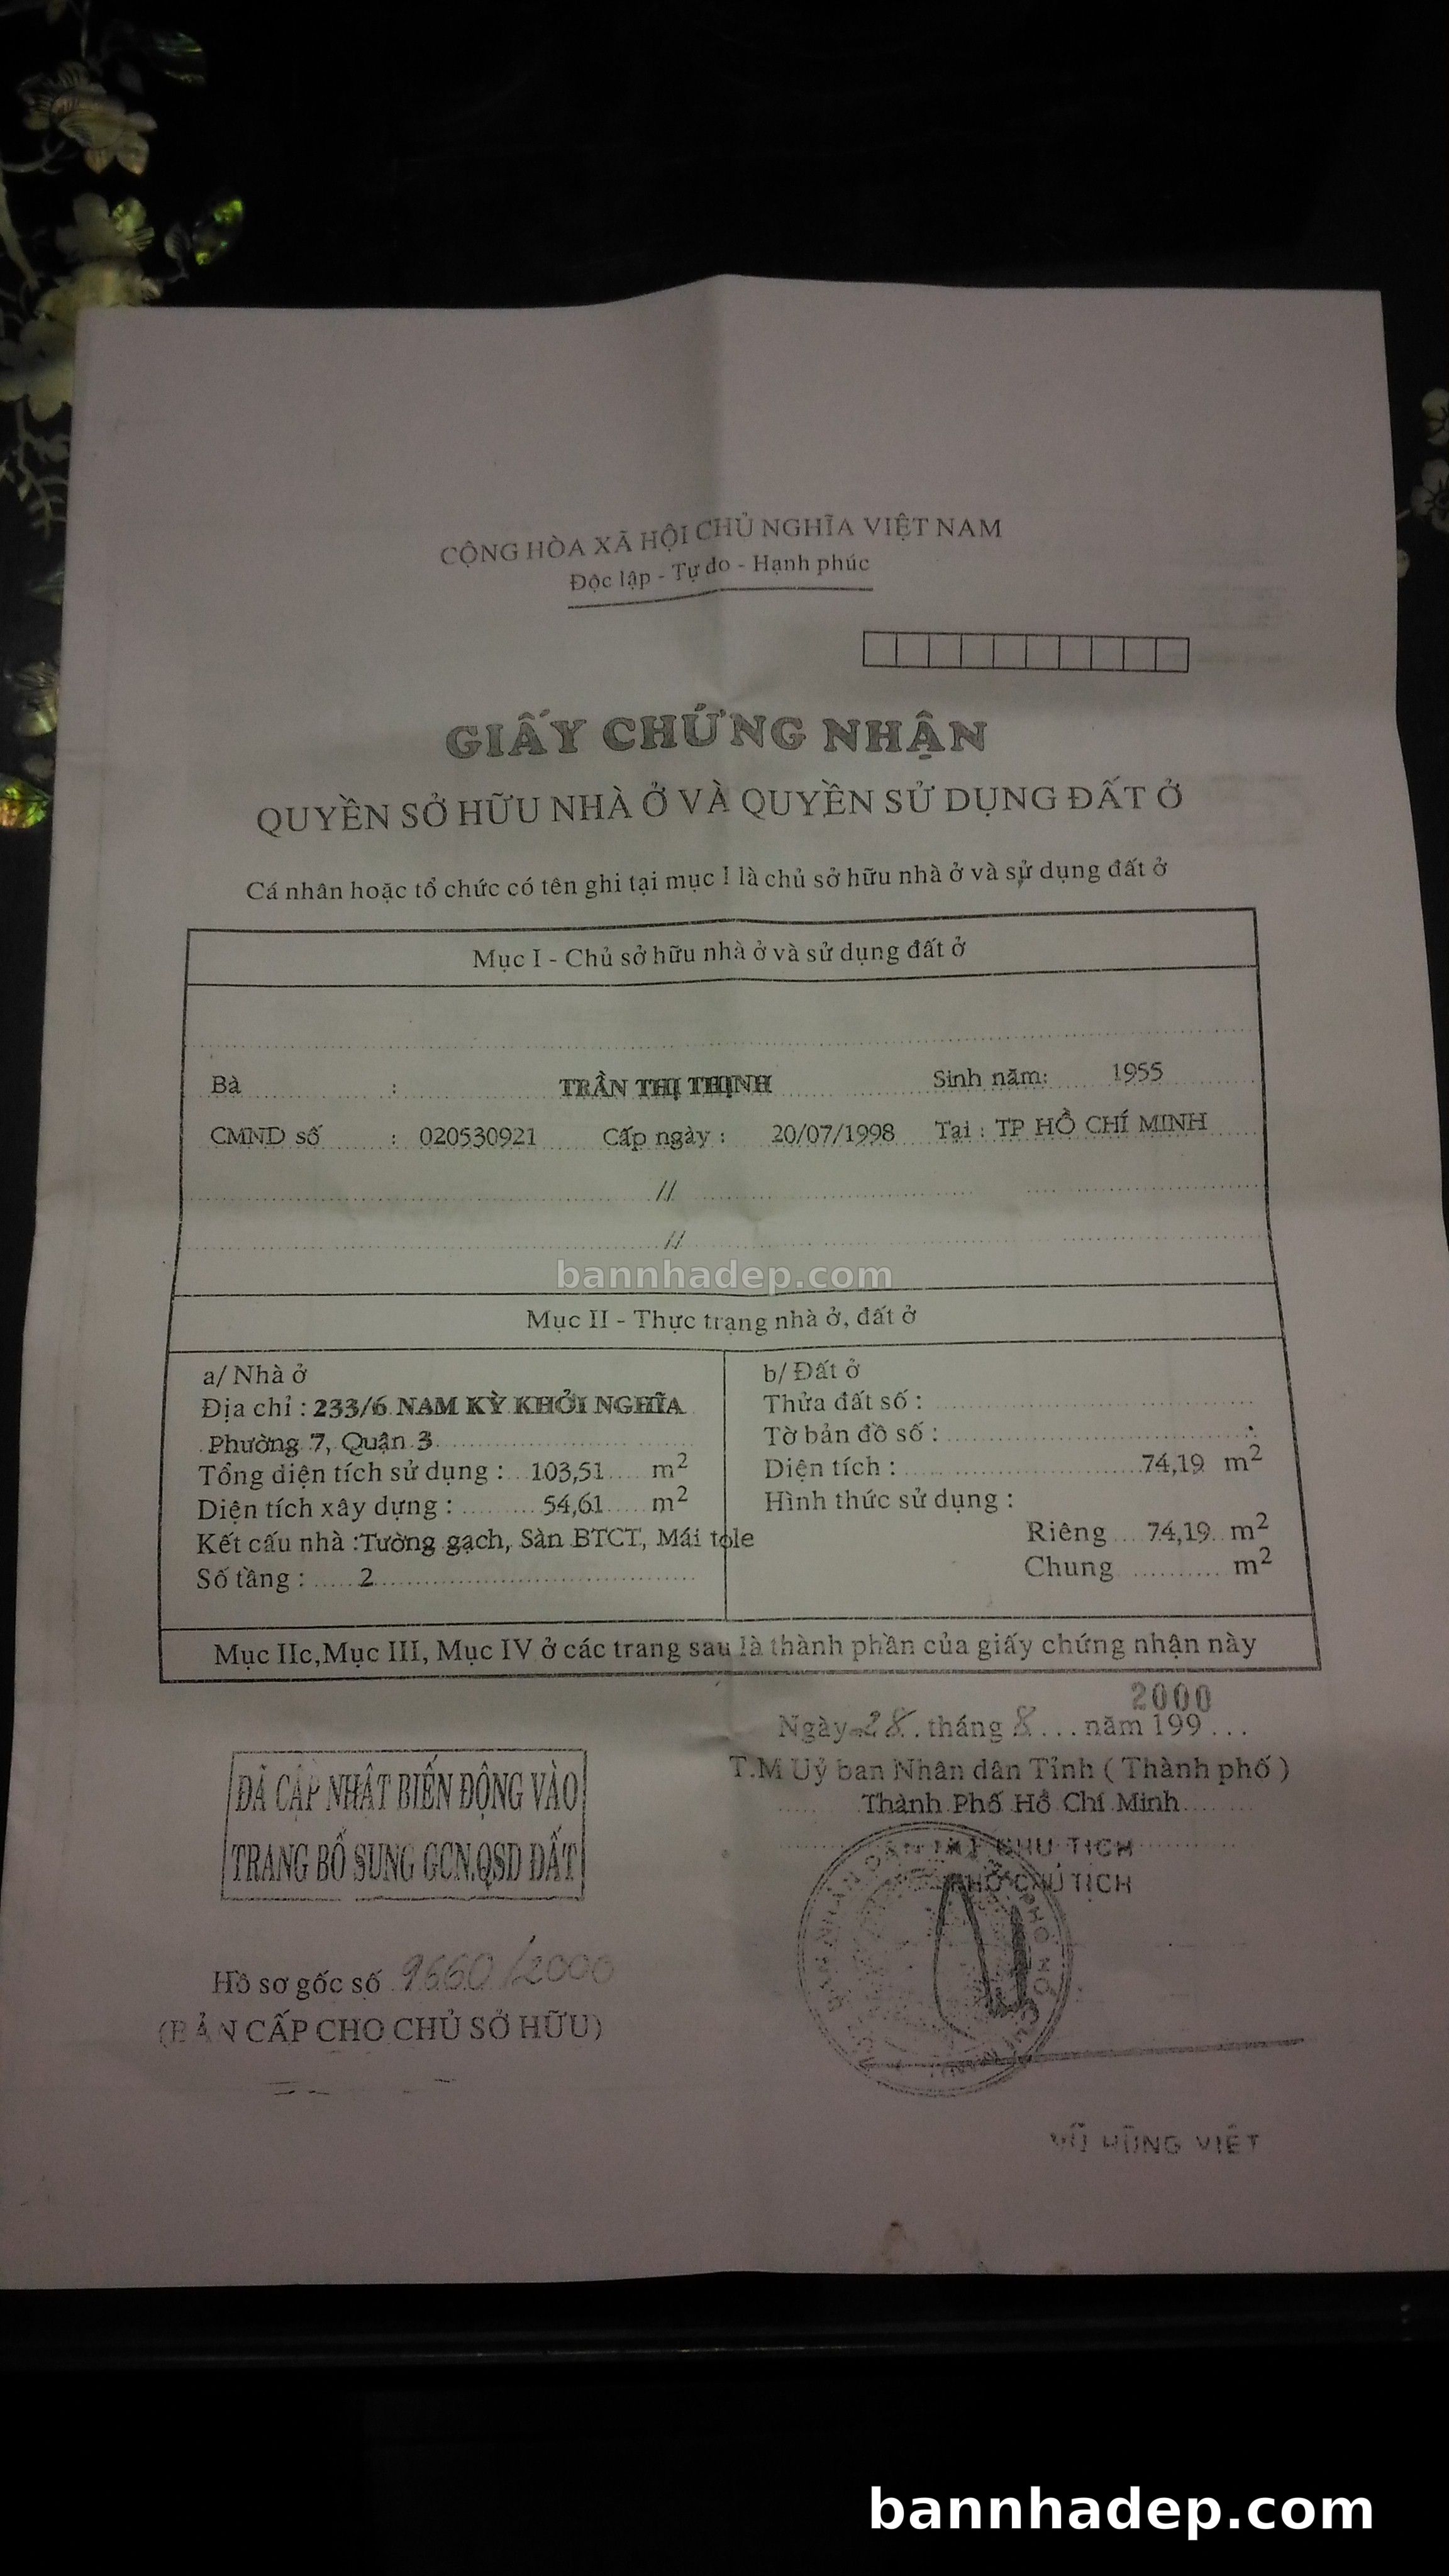 CỘNG HÒA XÃ HỘI CHỦ NGHĨA VIỆT NAM
Độc lập - Tự do - Hạnh phúc
GIẤY CHỨNG NHẬN
QUYỀN SỞ HỮU NHÀ Ở VÀ QUYỀN SỬ DỤNG ĐẤT Ở
Cá nhân hoặc tổ chức có tên ghi tại mục I là chủ sở hữu nhà ở và sử dụng đất ở
Mục I - Chủ sở hữu nhà ở và sử dụng đất ở
Bà : TRẦN THỊ THỊNH Sinh năm: 1955
CMND số : 020530921 Cấp ngày : 20/07/1998 Tại : TP HỒ CHÍ MINH
//
//
bannhadep.com
Mục II - Thực trạng nhà ở, đất ở
a/ Nhà ở
Địa chỉ : 233/6 NAM KỲ KHỞI NGHĨA
Phường 7, Quận 3
Tổng diện tích sử dụng : 103,51 m2
Diện tích xây dựng : 54,61 m2
Kết cấu nhà :Tường gạch, Sàn BTCT, Mái tole
Số tầng : 2
b/ Đất ở
Thửa đất số :
Tờ bản đồ số :
Diện tích : 74,19 m2
Hình thức sử dụng :
Riêng 74,19 m2
Chung m2
Mục IIc,Mục III, Mục IV ở các trang sau là thành phần của giấy chứng nhận này
2000
Ngày 28 tháng 8 ... năm 199 ...
T.M Uỷ ban Nhân dân Tỉnh ( Thành phố )
Thành Phố Hồ Chí Minh
CHỦ TỊCH
PHÓ CHỦ TỊCH
ĐÃ CẬP NHẬT BIẾN ĐỘNG VÀO
TRANG BỔ SUNG GCN.QSD ĐẤT
Hồ sơ gốc số 9660/2000
(BẢN CẤP CHO CHỦ SỞ HỮU)
VŨ HÙNG VIỆT
bannhadep.com